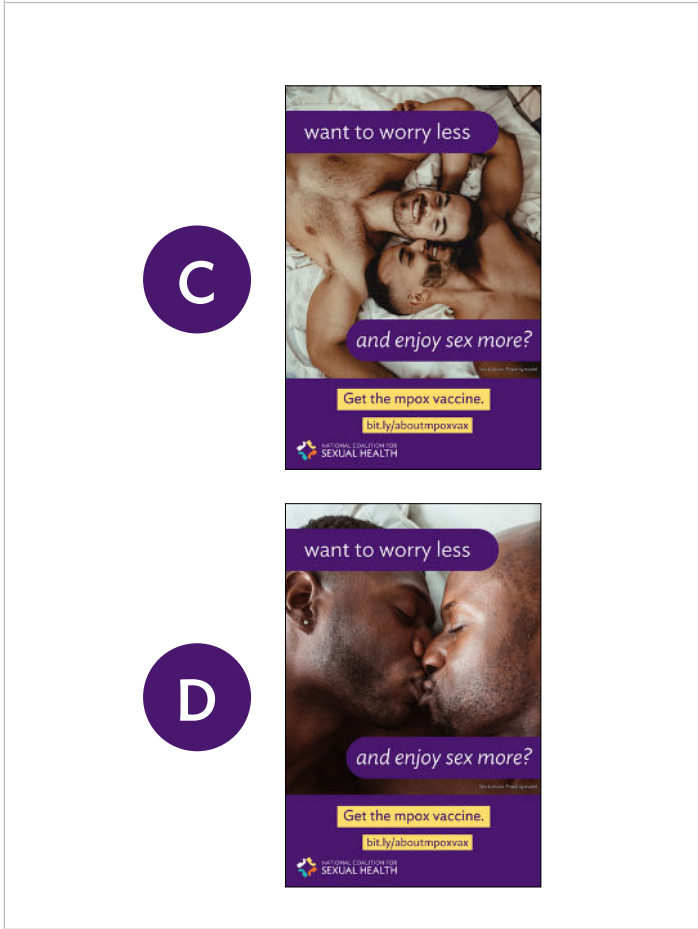 C
want to worry less
and enjoy sex more?
Get the mpox vaccine.
bit.ly/aboutmpoxvax
NATIONAL COALITION FOR
SEXUAL HEALTH
D
want to worry less
and enjoy sex more?
Get the mpox vaccine.
bit.ly/aboutmpoxvax
NATIONAL COALITION FOR
SEXUAL HEALTH